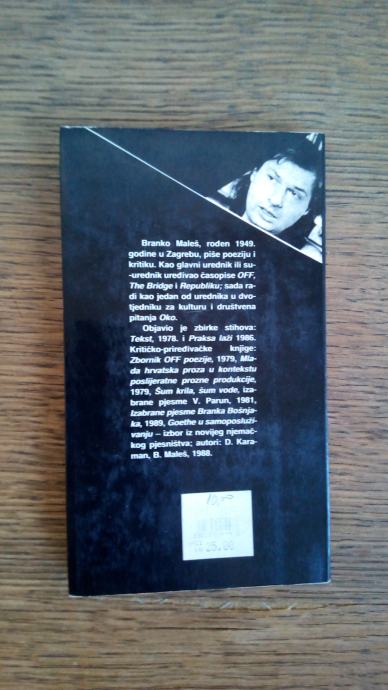 Branko Maleš, rođen 1949.
godine u Zagrebu, piše poeziju i
kritiku. Kao glavni urednik ili su-
-urednik uređivao časopise OFF,
The Bridge i Republiku; sada ra-
di kao jedan od urednika u dvo-
tjedniku za kulturu i društvena
pitanja Oko.
Objavio je zbirke stihova:
Tekst, 1978. i Praksa laži 1986.
Kritičko-priređivačke knjige:
Zbornik OFF poezije, 1979, Mla-
da hrvatska proza u kontekstu
poslijeratne prozne produkcije,
1979, Šum krila, šum vode, iza-
brane pjesme V. Parun, 1981,
Izabrane pjesme Branka Bošnja-
ka, 1989, Goethe u samoposluži-
vanju – izbor iz novijeg njemač-
kog pjesništva; autori: D. Kara-
man, B. Maleš, 1988.
10,00
25.00